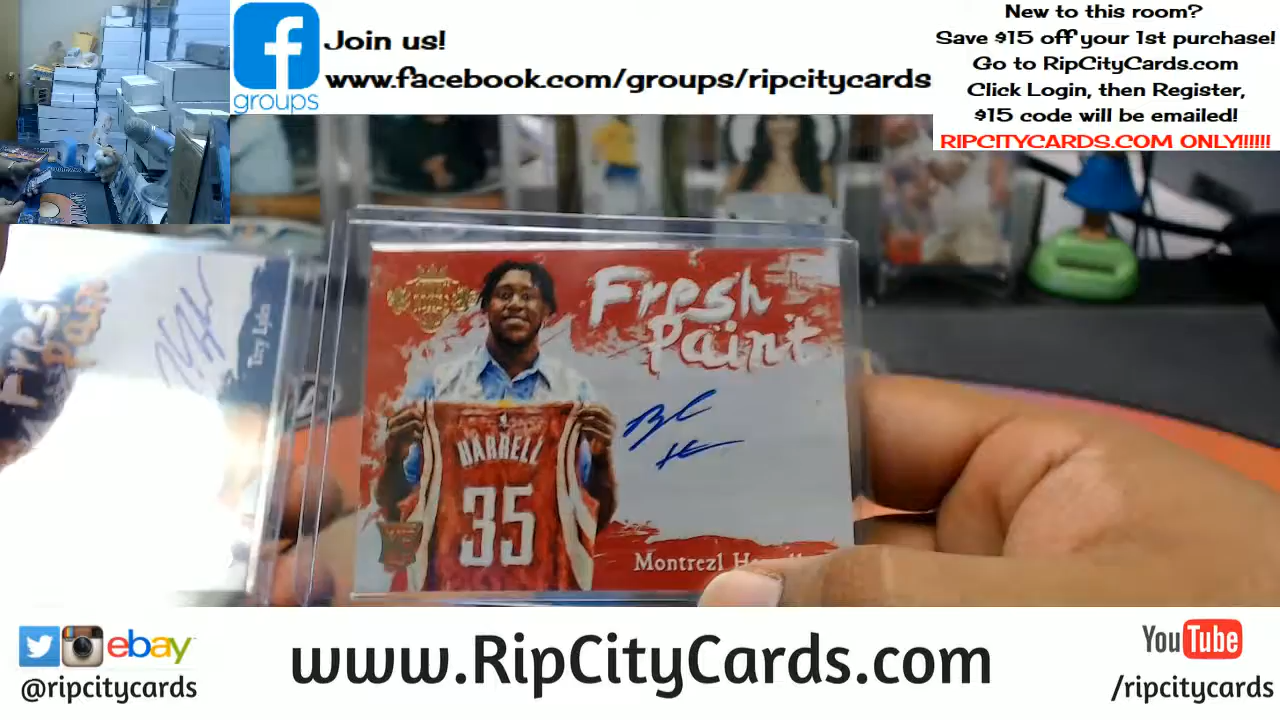 Join us!
www.facebook.com/groups/ripcitycards
groups
New to this room?
Save $15 off your 1st purchase!
Go to RipCityCards.com
Click Login, then Register,
$15 code will be emailed!
RIPCITYCARDS.COM ONLY!!!!!!
Fresh
Paint
HARRELL
35
Montrezl
Trey Lyles
ebay
@ripcitycards
www.RipCityCards.com
YouTube
/ripcitycards